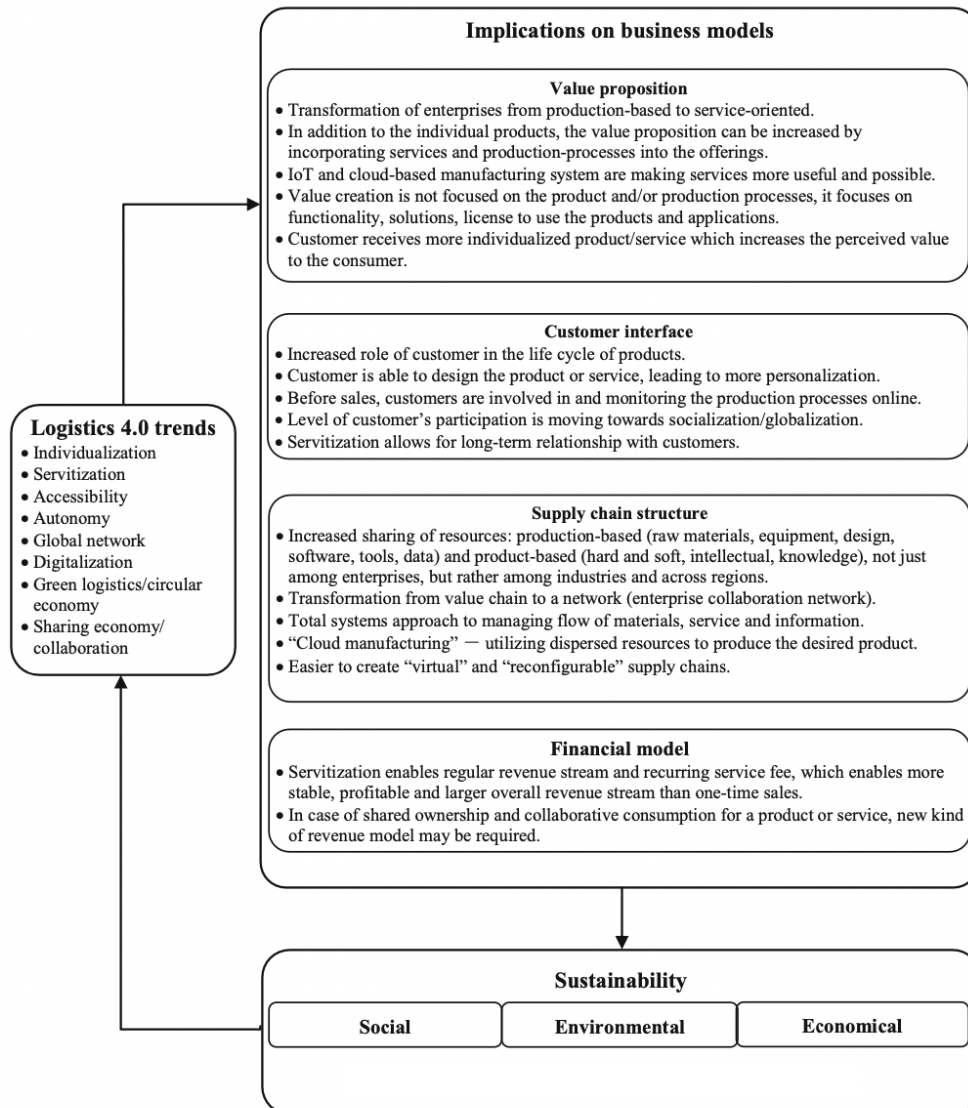 Implications on business models
Value proposition
• Transformation of enterprises from production-based to service-oriented.
• In addition to the individual products, the value proposition can be increased by
incorporating services and production-processes into the offerings.
• IoT and cloud-based manufacturing system are making services more useful and possible.
• Value creation is not focused on the product and/or production processes, it focuses on
functionality, solutions, license to use the products and applications.
• Customer receives more individualized product/service which increases the perceived value
to the consumer.
Customer interface
• Increased role of customer in the life cycle of products.
• Customer is able to design the product or service, leading to more personalization.
• Before sales, customers are involved in and monitoring the production processes online.
• Level of customer's participation is moving towards socialization/globalization.
• Servitization allows for long-term relationship with customers.
Logistics 4.0 trends
• Individualization
• Servitization
• Accessibility
• Autonomy
• Global network
• Digitalization
• Green logistics/circular
economy
• Sharing economy/
collaboration
Supply chain structure
• Increased sharing of resources: production-based (raw materials, equipment, design,
software, tools, data) and product-based (hard and soft, intellectual, knowledge), not just
among enterprises, but rather among industries and across regions.
• Transformation from value chain to a network (enterprise collaboration network).
• Total systems approach to managing flow of materials, service and information.
• “Cloud manufacturing” — utilizing dispersed resources to produce the desired product.
• Easier to create “virtual” and “reconfigurable” supply chains.
Financial model
• Servitization enables regular revenue stream and recurring service fee, which enables more
stable, profitable and larger overall revenue stream than one-time sales.
• In case of shared ownership and collaborative consumption for a product or service, new kind
of revenue model may be required.
Sustainability
Social
Environmental
Economical